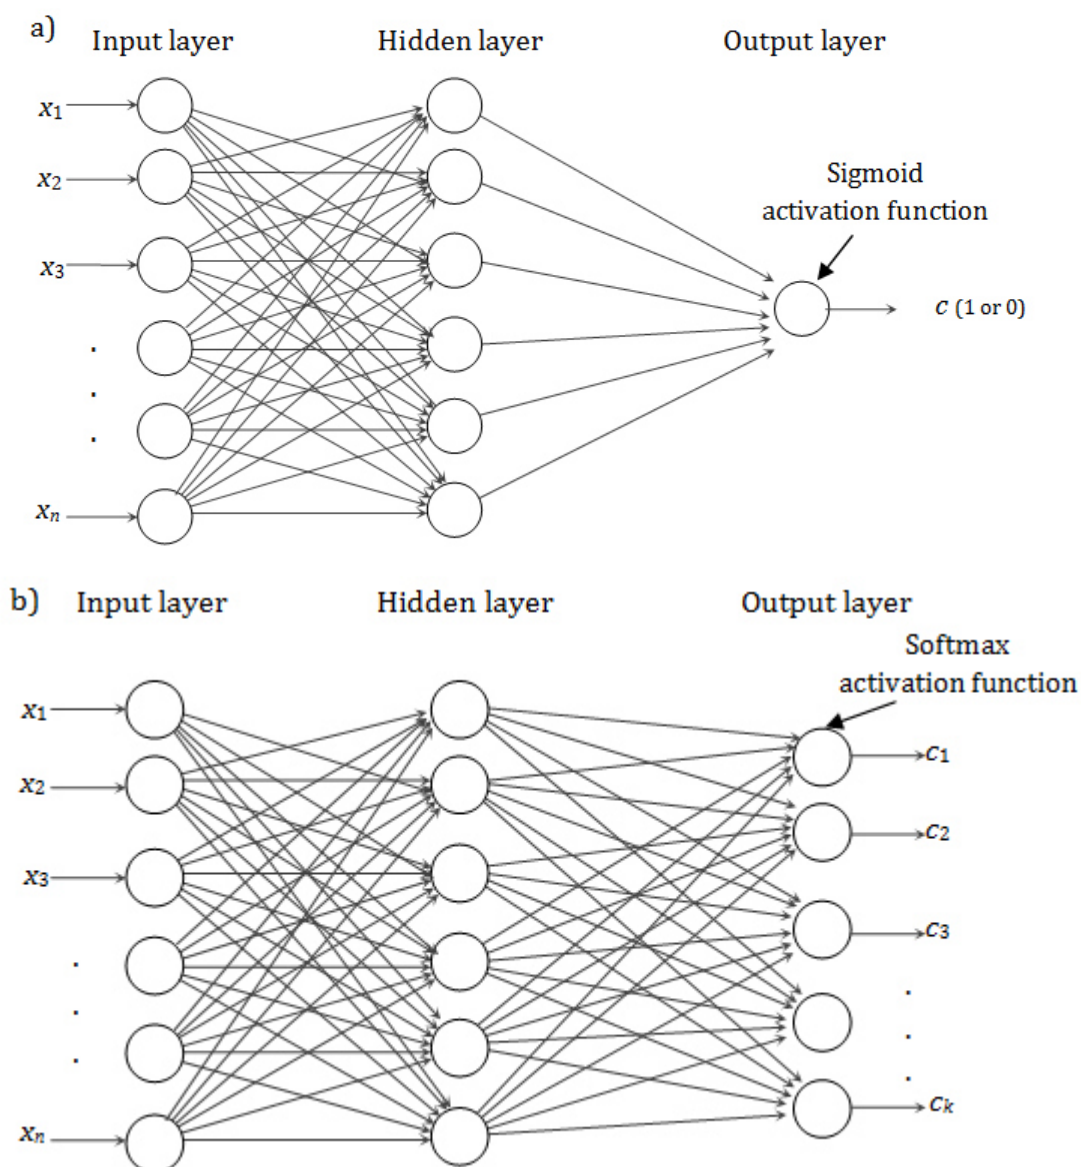 a)
Input layer Hidden layer Output layer
x1
x2
Sigmoid
activation function
x3
c (1 or 0)
.
.
.
xn
b) Input layer Hidden layer Output layer
Softmax
activation function
x1
c1
x2
c2
x3
c3
.
.
.
.
.
.
xn
ck